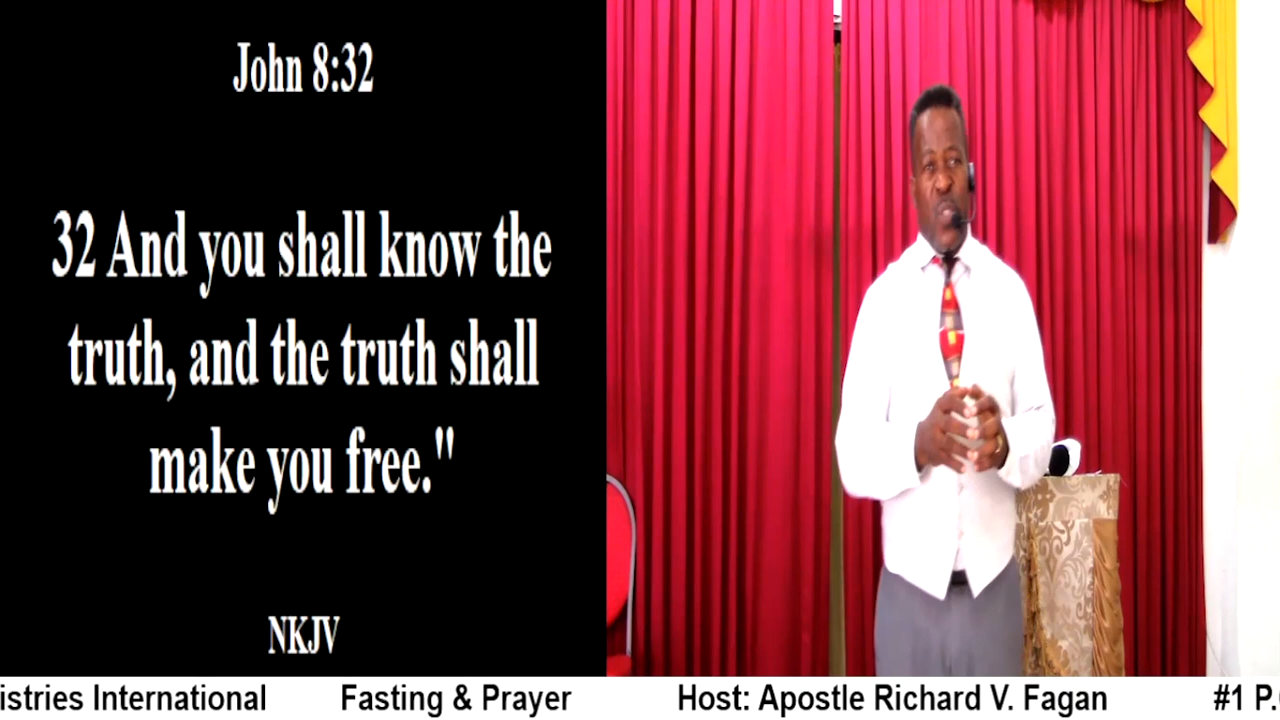 John 8:32
32 And you shall know the
truth, and the truth shall
make you free."
NKJV
istries International Fasting & Prayer Host: Apostle Richard V. Fagan #1 P.